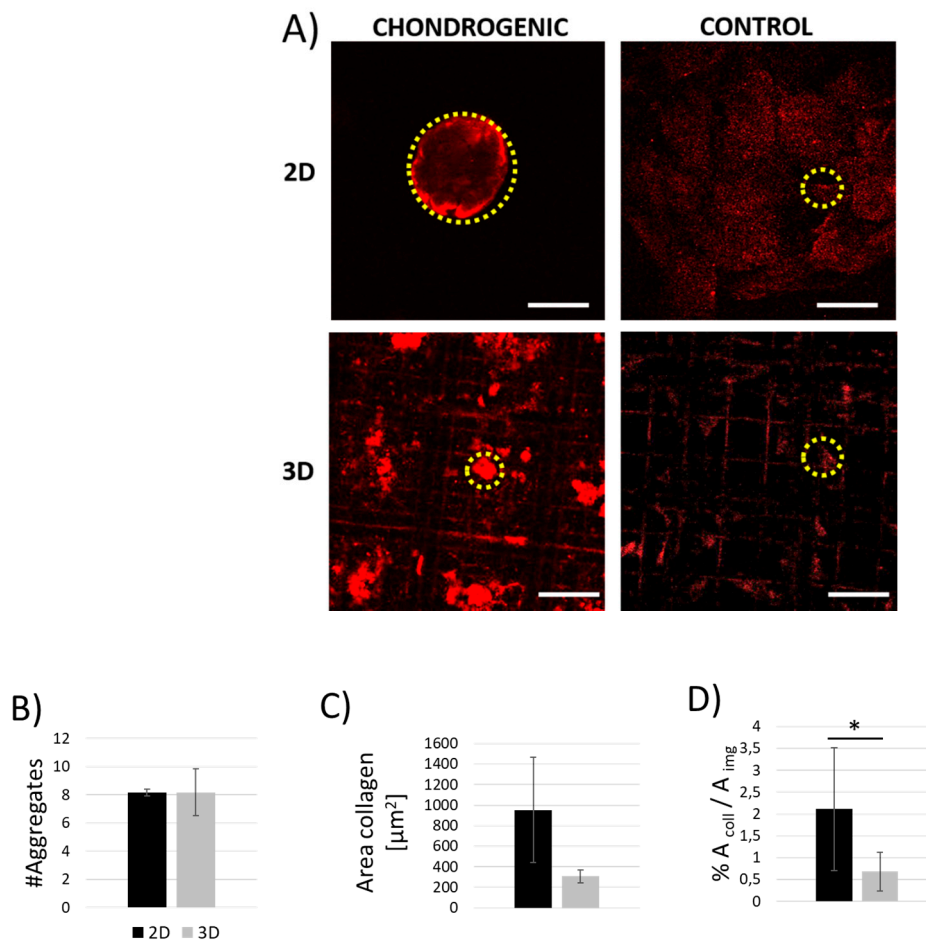 A)
CHONDROGENIC
CONTROL
2D
3D
B)
#Aggregates
12
10
8
6
4
2
0
2D
3D
C)
Area collagen
[µm²]
1600
1400
1200
1000
800
600
400
200
0
D)
% A coll / A img
4
3,5
3
2,5
2
1,5
1
0,5
0
*